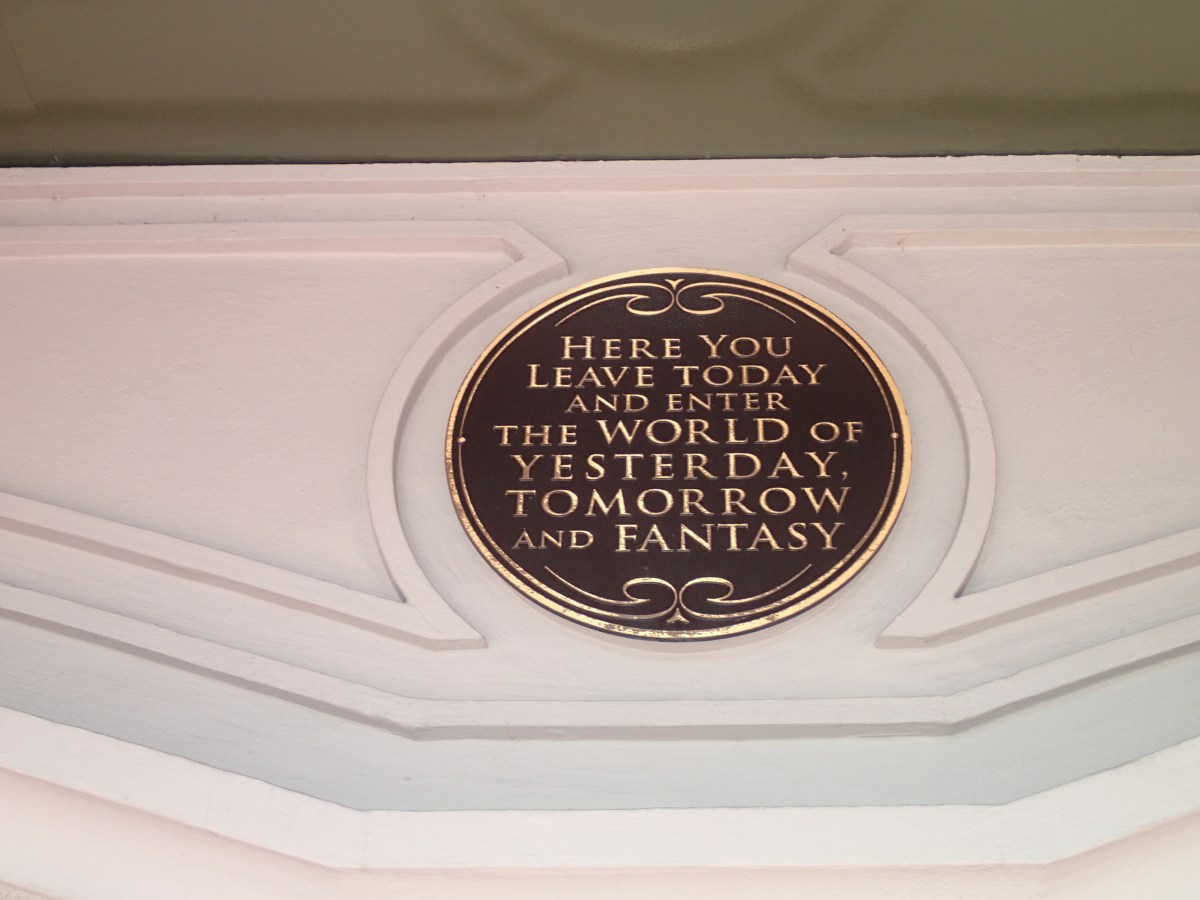 Here You
Leave today
and enter
the World of
Yesterday,
Tomorrow
and Fantasy